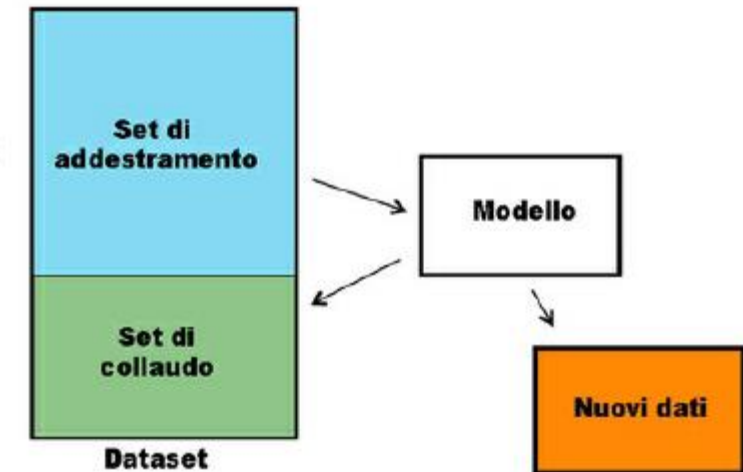 Set di
addestramento
Modello
Set di
collaudo
Nuovi dati
Dataset